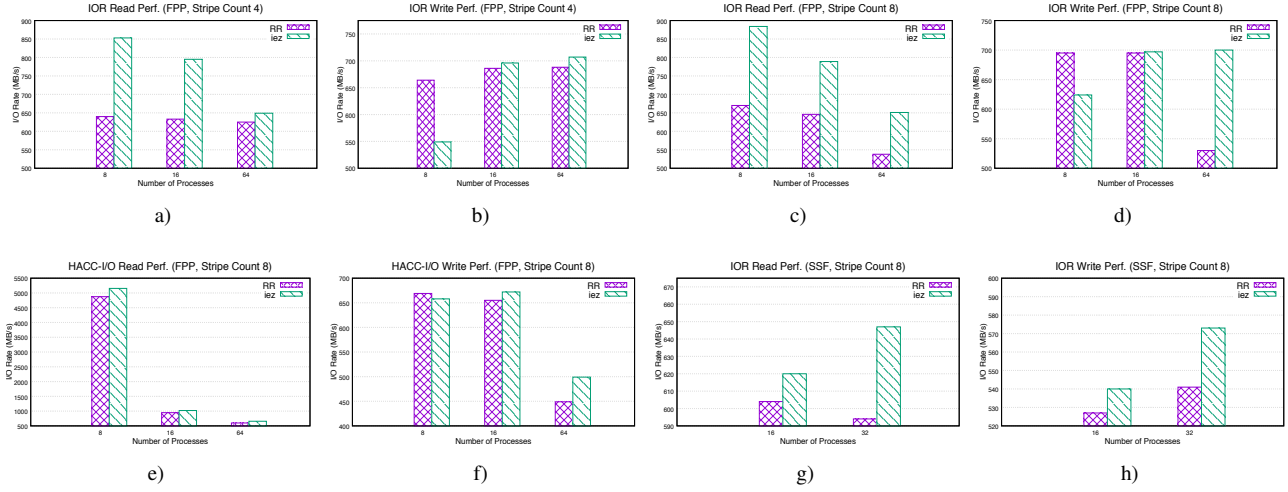 IOR Read Perf. (FPP, Stripe Count 4)
900
850
800
750
700
650
600
550
500
I/O Rate (MB/s)
RR
iez
8
16
64
Number of Processes
a)
IOR Write Perf. (FPP, Stripe Count 4)
750
700
650
600
550
500
I/O Rate (MB/s)
RR
iez
8
16
64
Number of Processes
b)
IOR Read Perf. (FPP, Stripe Count 8)
900
850
800
750
700
650
600
550
500
I/O Rate (MB/s)
RR
iez
8
16
64
Number of Processes
c)
IOR Write Perf. (FPP, Stripe Count 8)
750
700
650
600
550
500
I/O Rate (MB/s)
RR
iez
8
16
64
Number of Processes
d)
HACC-I/O Read Perf. (FPP, Stripe Count 8)
5500
5000
4500
4000
3500
3000
2500
2000
1500
1000
500
I/O Rate (MB/s)
RR
iez
8
16
64
Number of Processes
e)
HACC-I/O Write Perf. (FPP, Stripe Count 8)
700
650
600
550
500
450
400
I/O Rate (MB/s)
RR
iez
8
16
64
Number of Processes
f)
IOR Read Perf. (SSF, Stripe Count 8)
660
650
640
630
620
610
600
590
I/O Rate (MB/s)
RR
iez
16
32
Number of Processes
g)
IOR Write Perf. (SSF, Stripe Count 8)
600
590
580
570
560
550
540
530
520
I/O Rate (MB/s)
RR
iez
16
32
Number of Processes
h)